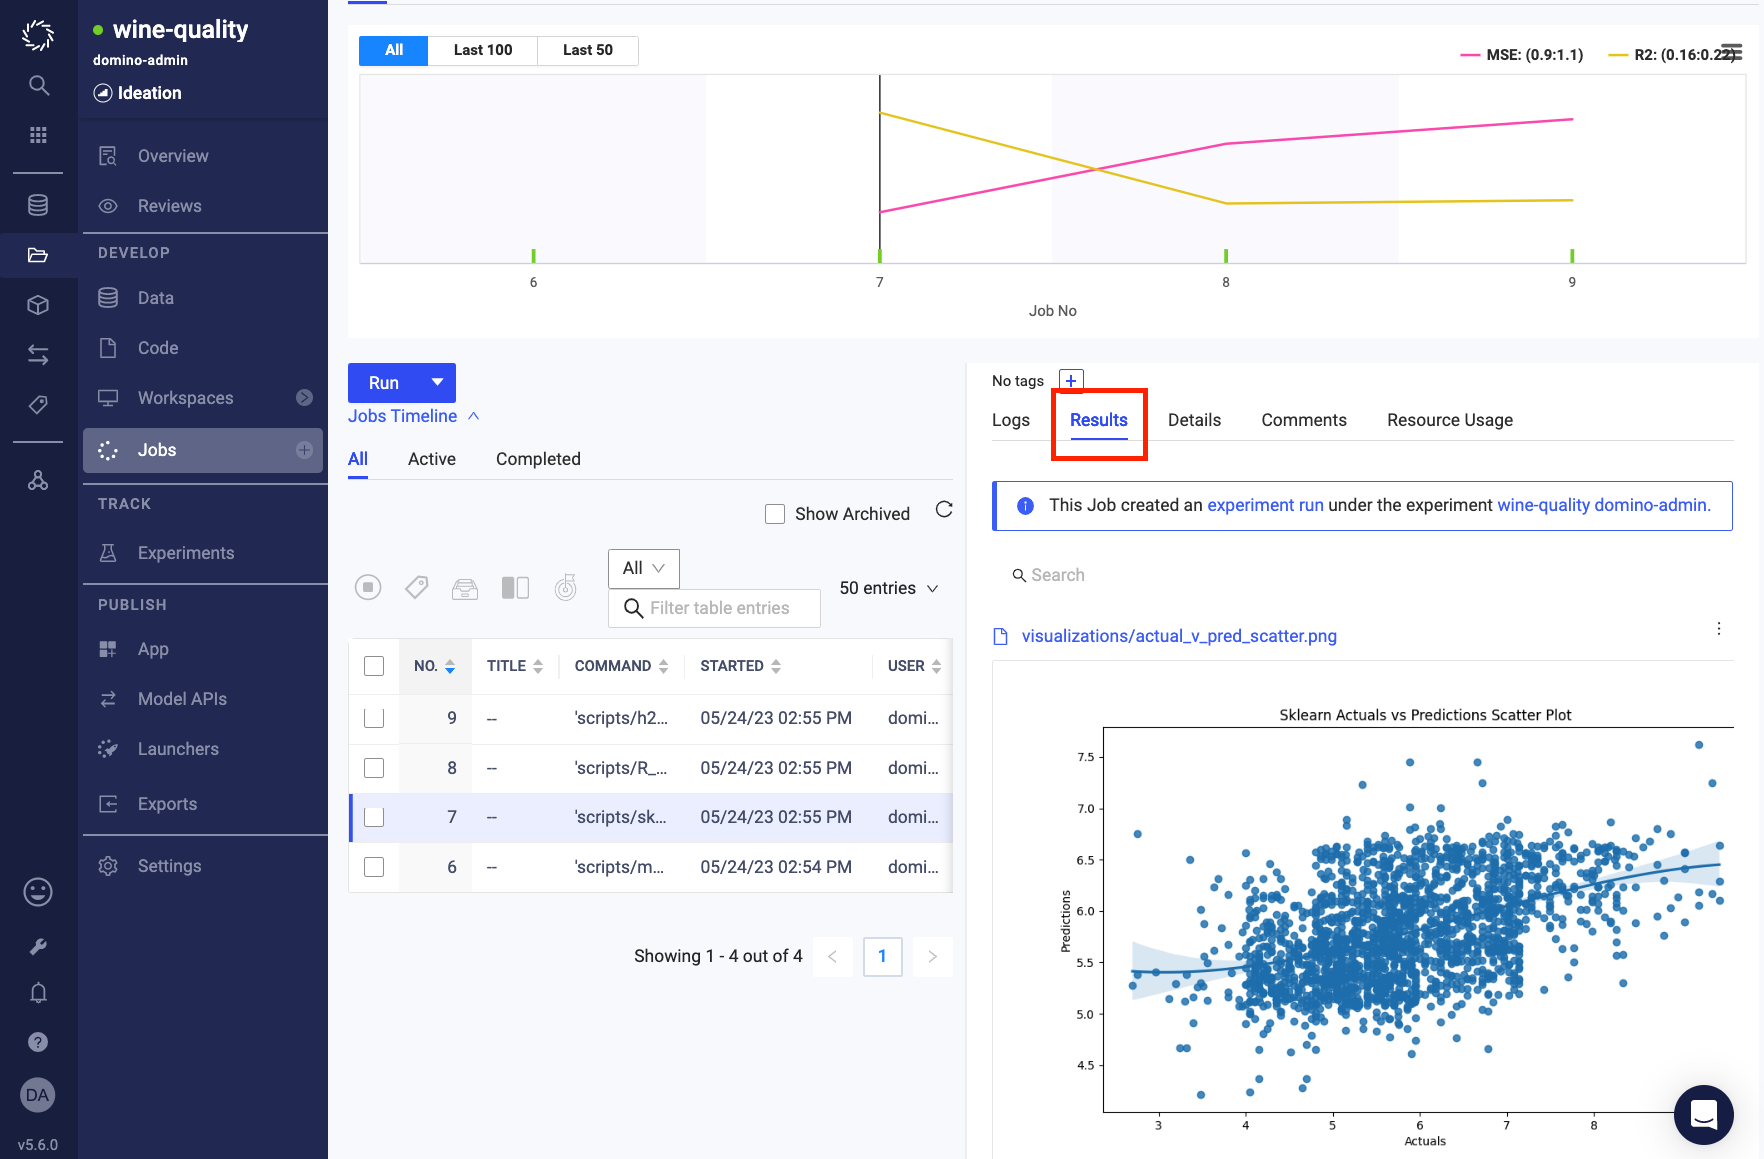 wine-quality
domino-admin
Ideation
Overview
Reviews
DEVELOP
Data
Code
Workspaces
Jobs
TRACK
Experiments
PUBLISH
App
Model APIs
Launchers
Exports
Settings
DA
v5.6.0
All Last 100 Last 50
MSE: (0.9:1.1) R2: (0.16:0.22)
6 7 8 9
Job No
Run
Jobs Timeline
All Active Completed
Show Archived
All
50 entries
Filter table entries
NO. TITLE COMMAND STARTED USER
9 -- 'scripts/h2... 05/24/23 02:55 PM domi...
8 -- 'scripts/R_... 05/24/23 02:55 PM domi...
7 -- 'scripts/sk... 05/24/23 02:55 PM domi...
6 -- 'scripts/m... 05/24/23 02:54 PM domi...
Showing 1 - 4 out of 4 < 1 >
No tags +
Logs Results Details Comments Resource Usage
This Job created an experiment run under the experiment wine-quality domino-admin.
Search
visualizations/actual_v_pred_scatter.png
Sklearn Actuals vs Predictions Scatter Plot
7.5
7.0
6.5
6.0
5.5
5.0
4.5
Predictions
3 4 5 6 7 8
Actuals